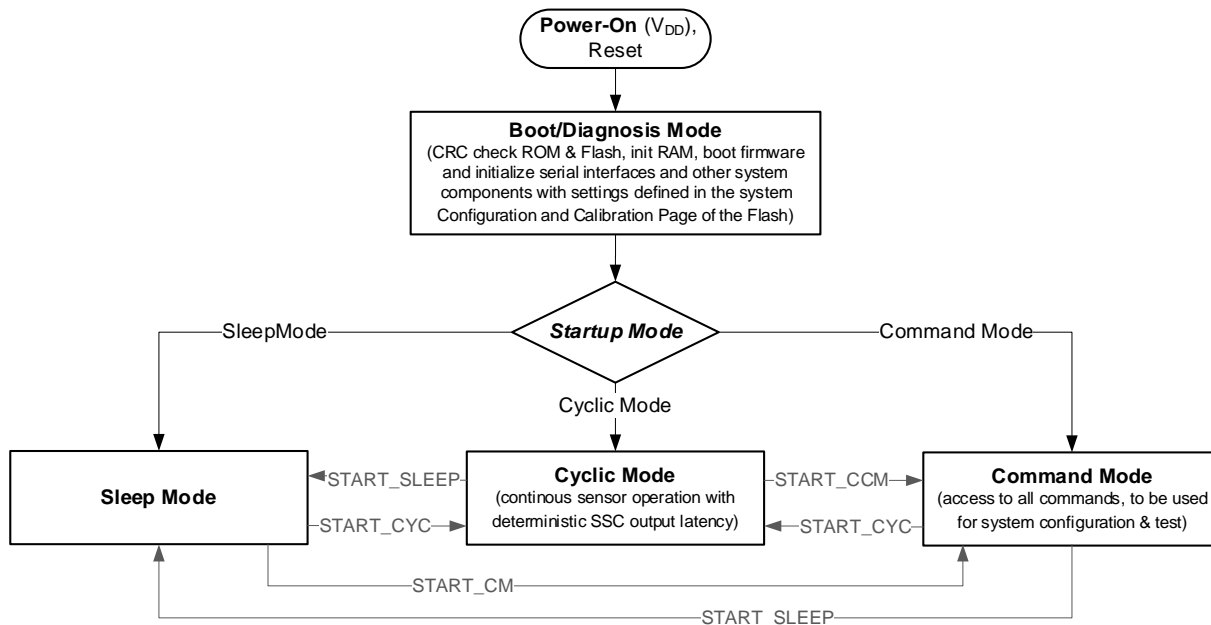 Power-On (VDD),
Reset
Boot/Diagnosis Mode
(CRC check ROM & Flash, init RAM, boot firmware
and initialize serial interfaces and other system
components with settings defined in the system
Configuration and Calibration Page of the Flash)
Startup Mode
SleepMode
Command Mode
Cyclic Mode
Sleep Mode
START_SLEEP
START_CYC
Cyclic Mode
(continous sensor operation with
deterministic SSC output latency)
START_CCM
START_CYC
Command Mode
(access to all commands, to be used
for system configuration & test)
START_CM
START_SLEEP